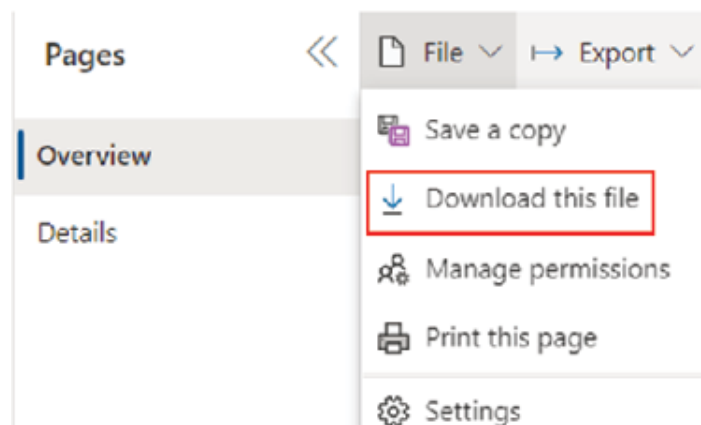 Pages
File
Export
Save a copy
Overview
Download this file
Details
Manage permissions
Print this page
Settings